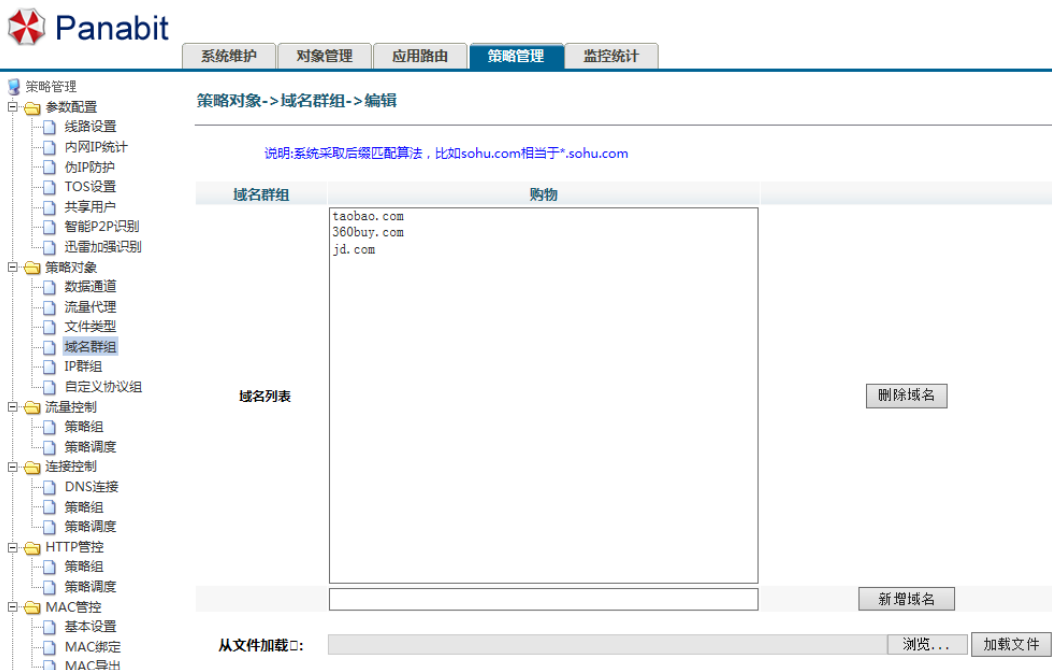 Panabit
系统维护 对象管理 应用路由 策略管理 监控统计
策略管理
参数配置
线路设置
内网IP统计
伪IP防护
TOS设置
共享用户
智能P2P识别
迅雷加强识别
策略对象
数据通道
流量代理
文件类型
域名群组
IP群组
自定义协议组
流量控制
策略组
策略调度
连接控制
DNS连接
策略组
策略调度
HTTP管控
策略组
策略调度
MAC管控
基本设置
MAC绑定
MAC导出
策略对象->域名群组->编辑
说明:系统采取后缀匹配算法，比如sohu.com相当于*.sohu.com
域名群组 购物
taobao.com
360buy.com
jd.com
域名列表 删除域名
新增域名
从文件加载▯: 浏览... 加载文件